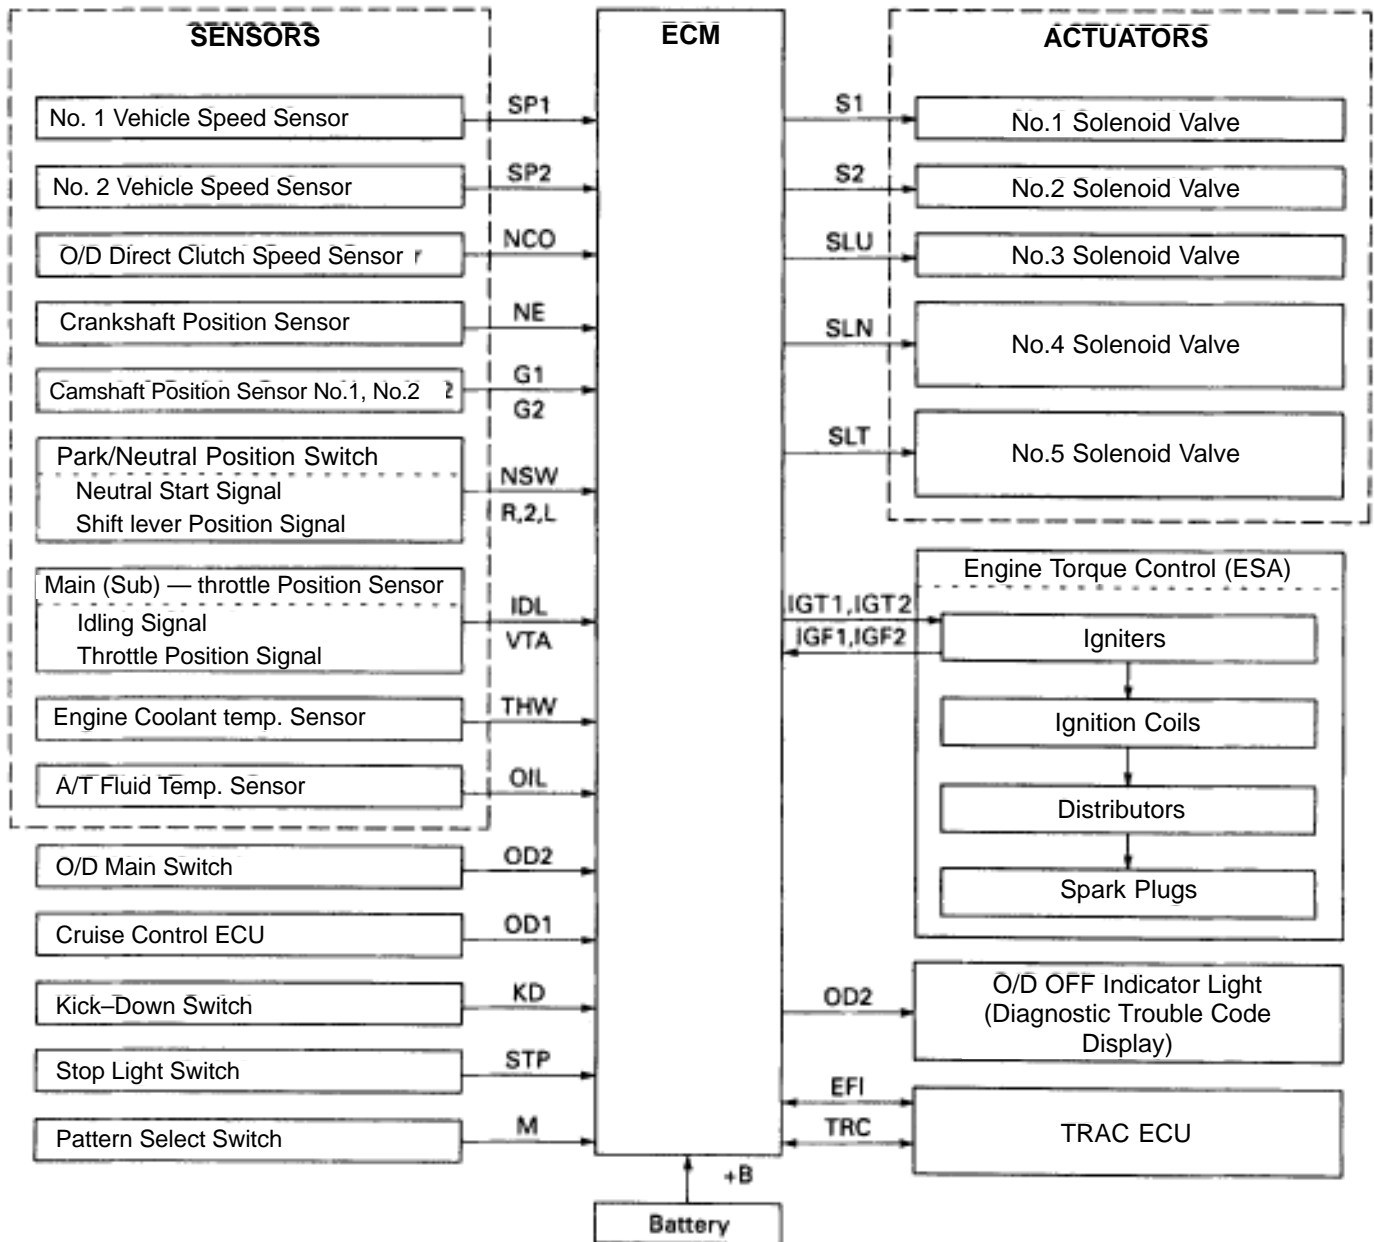 SENSORS
ECM
ACTUATORS
No. 1 Vehicle Speed Sensor
SP1
S1
No.1 Solenoid Valve
No. 2 Vehicle Speed Sensor
SP2
S2
No.2 Solenoid Valve
O/D Direct Clutch Speed Sensor
NCO
SLU
No.3 Solenoid Valve
Crankshaft Position Sensor
NE
SLN
No.4 Solenoid Valve
Camshaft Position Sensor No.1, No.2
G1
G2
SLT
No.5 Solenoid Valve
Park/Neutral Position Switch
Neutral Start Signal
Shift lever Position Signal
NSW
R,2,L
Main (Sub) — throttle Position Sensor
Idling Signal
Throttle Position Signal
IDL
VTA
Engine Torque Control (ESA)
IGT1,IGT2
IGF1,IGF2
Igniters
Ignition Coils
Distributors
Spark Plugs
Engine Coolant temp. Sensor
THW
A/T Fluid Temp. Sensor
OIL
O/D Main Switch
OD2
Cruise Control ECU
OD1
Kick–Down Switch
KD
OD2
O/D OFF Indicator Light
(Diagnostic Trouble Code
Display)
Stop Light Switch
STP
EFI
TRC
TRAC ECU
Pattern Select Switch
M
+B
Battery